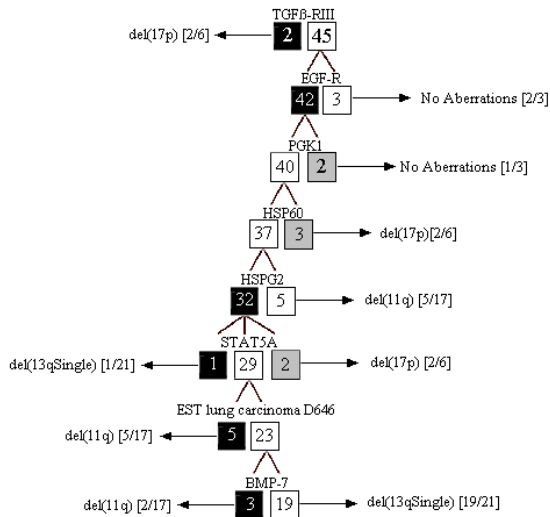 TGFβ-RIII
del(17p) [2/6] 2 45
EGF-R
42 3 No Aberrations [2/3]
PGK1
40 2 No Aberrations [1/3]
HSP60
37 3 del(17p)[2/6]
HSPG2
32 5 del(11q) [5/17]
STAT5A
del(13qSingle) [1/21] 1 29 2 del(17p) [2/6]
EST lung carcinoma D646
del(11q) [5/17] 5 23
BMP-7
del(11q) [2/17] 3 19 del(13qSingle) [19/21]